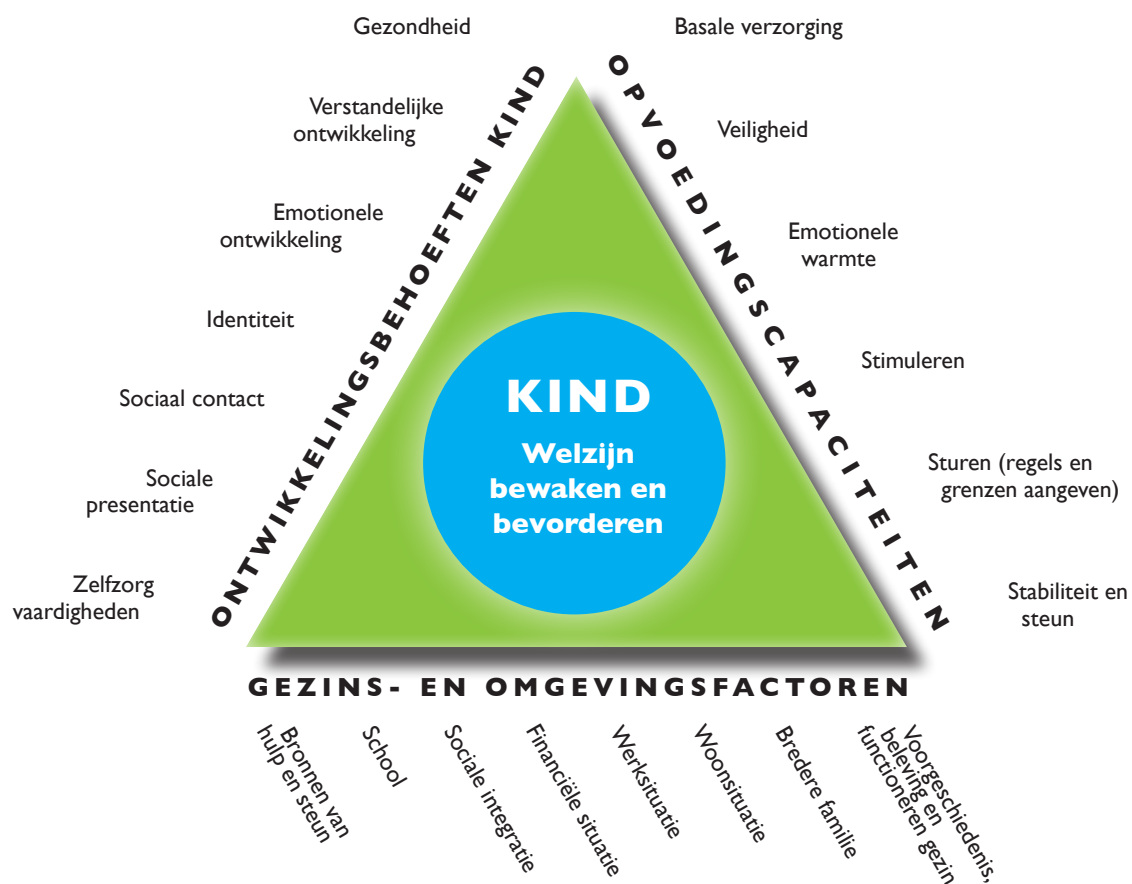 Gezondheid
Verstandelijke
ontwikkeling
Emotionele
ontwikkeling
Identiteit
Sociaal contact
Sociale
presentatie
Zelfzorg
vaardigheden
ONTWIKKELINGSBEHOEFTEN KIND
Basale verzorging
Veiligheid
Emotionele
warmte
Stimuleren
Sturen (regels en
grenzen aangeven)
Stabiliteit en
steun
OPVOEDINGSCAPACITEITEN
KIND
Welzijn
bewaken en
bevorderen
GEZINS- EN OMGEVINGSFACTOREN
Bronnen van
hulp en steun
School
Sociale integratie
Financiële situatie
Werksituatie
Woonsituatie
Bredere familie
Voorgeschiedenis,
beleving en
functioneren gezin